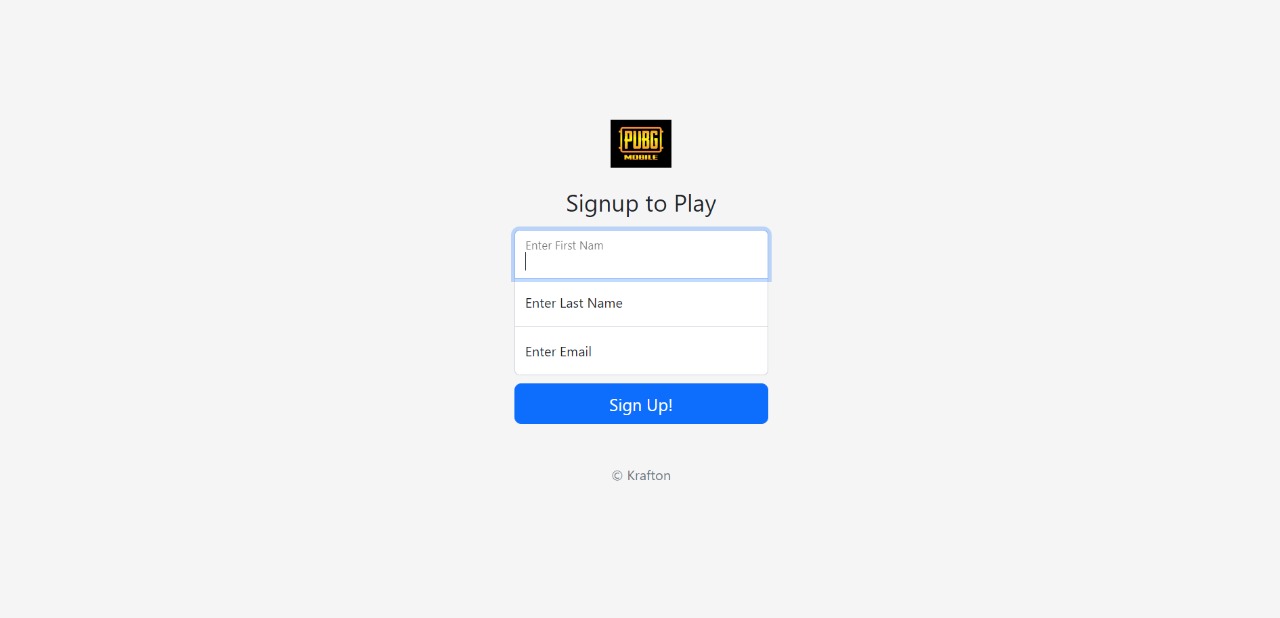 PUBG
MOBILE
Signup to Play
Enter First Nam
Enter Last Name
Enter Email
Sign Up!
© Krafton